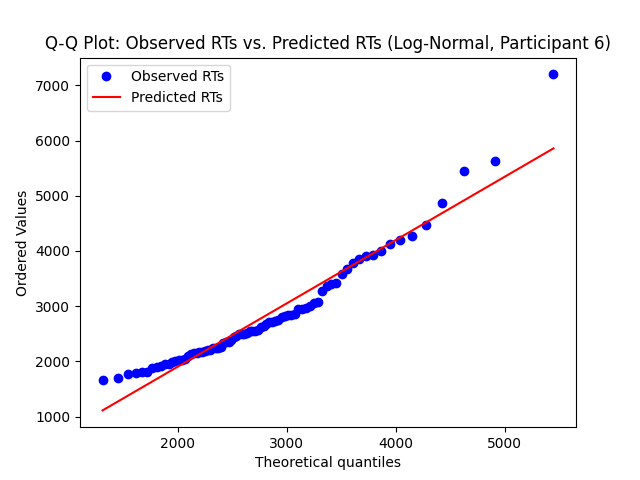 Q-Q Plot: Observed RTs vs. Predicted RTs (Log-Normal, Participant 6)
Observed RTs
Predicted RTs
7000
6000
5000
4000
3000
2000
1000
Ordered Values
2000 3000 4000 5000
Theoretical quantiles